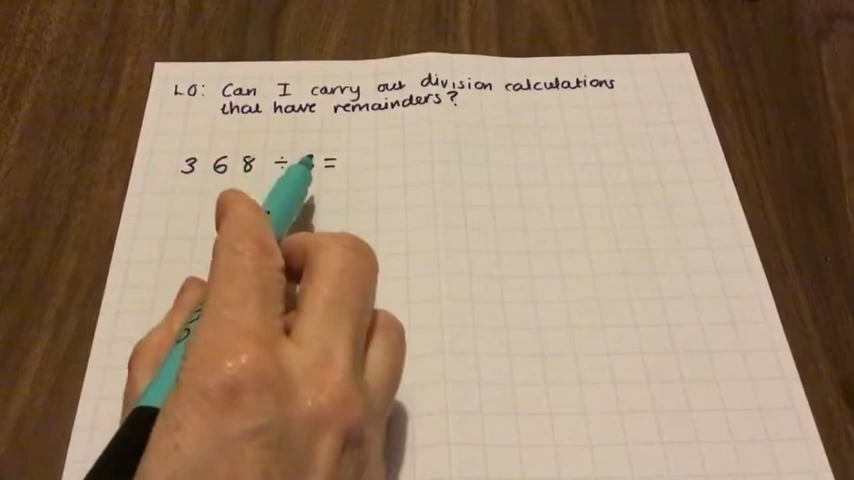 LO: Can I carry out division calculations
that have remainders?
3 6 8 ÷ =